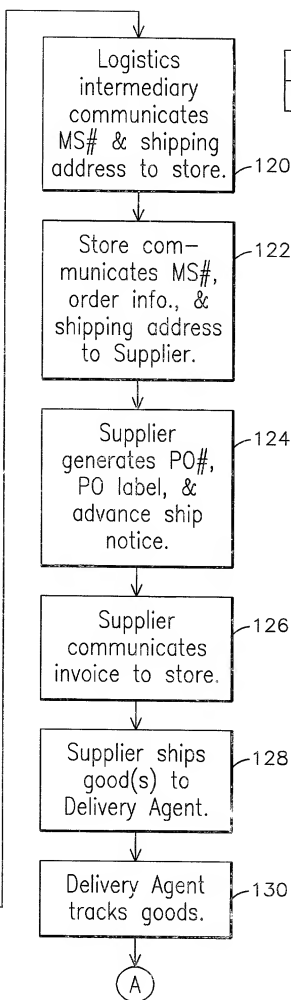 Logistics
intermediary
communicates
MS# & shipping
address to store.
120
Store com-
municates MS#,
order info., &
shipping address
to Supplier.
122
Supplier
generates PO#,
PO label, &
advance ship
notice.
124
Supplier
communicates
invoice to store.
126
Supplier ships
good(s) to
Delivery Agent.
128
Delivery Agent
tracks goods.
130
A